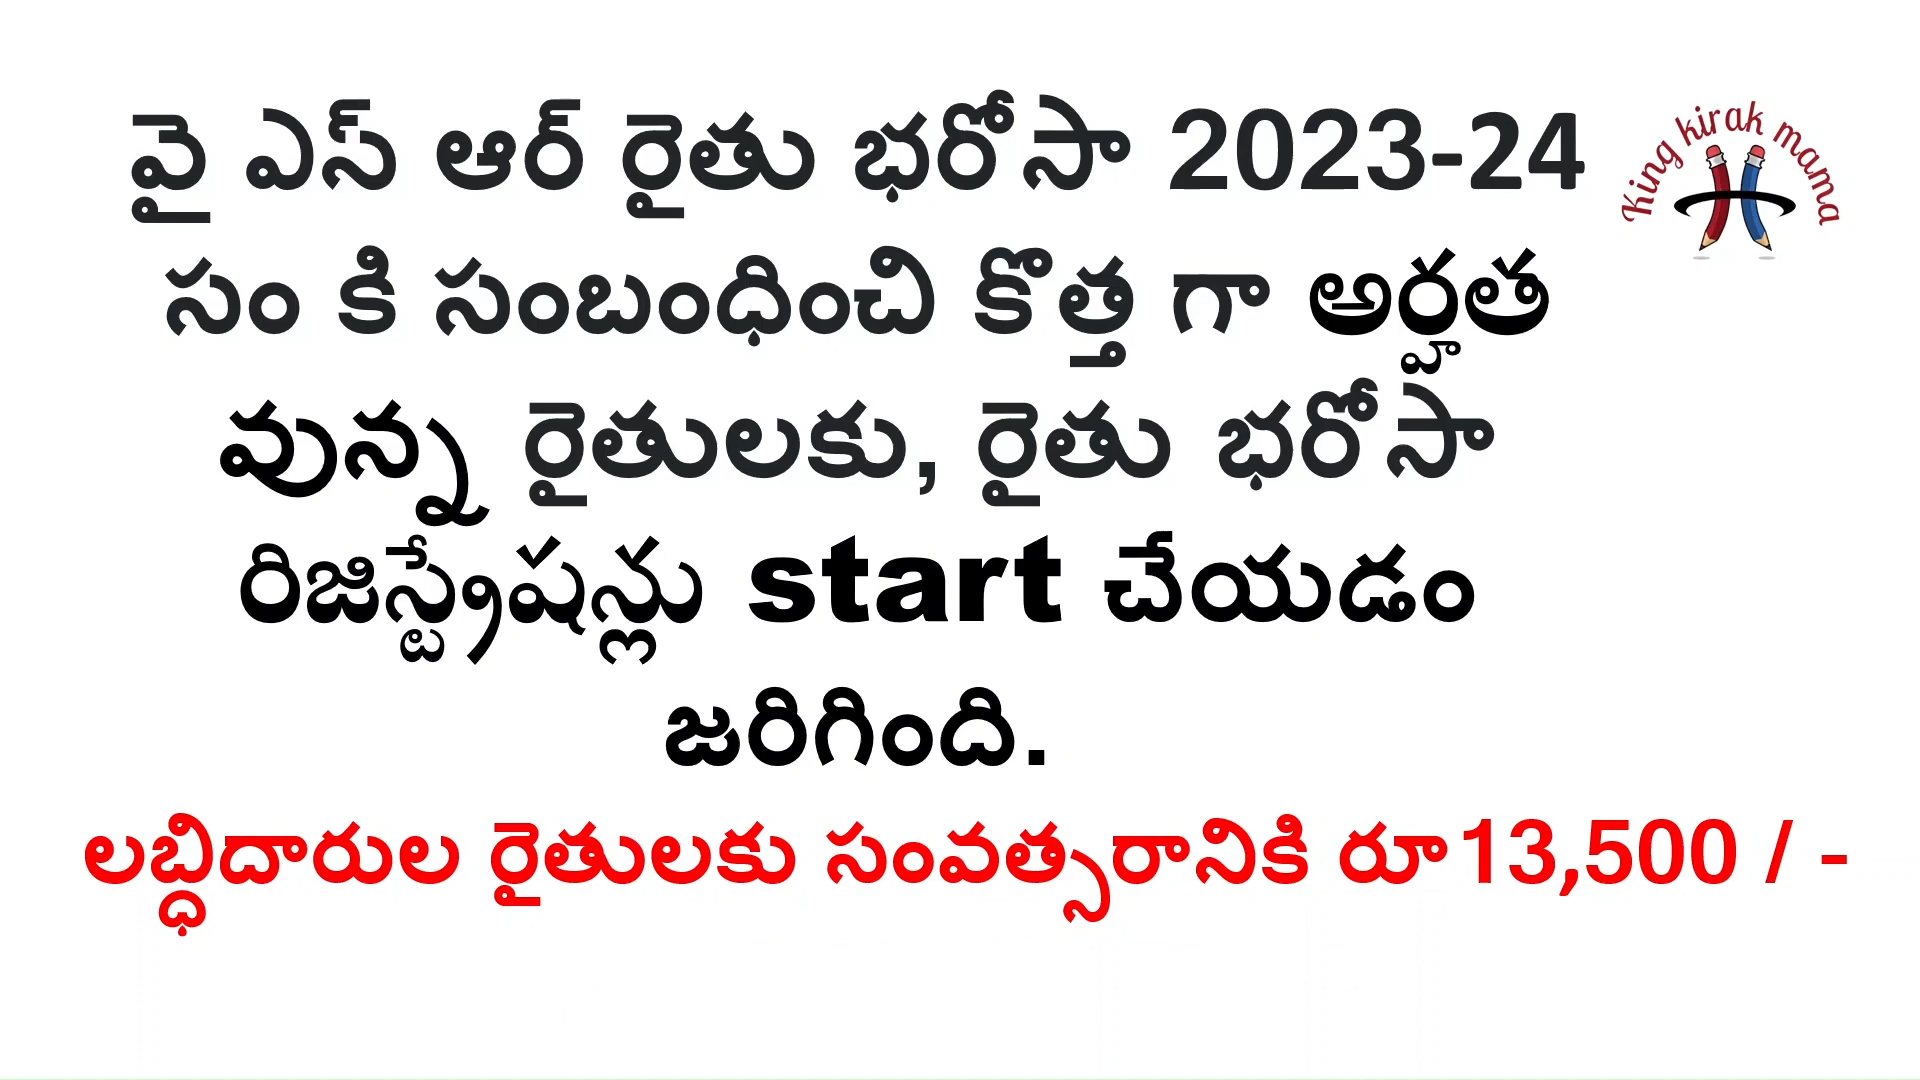 వై ఎస్ ఆర్ రైతు భరోసా 2023-24
King kirak mama
సం కి సంబంధించి కొత్త గా అర్హత
వున్న రైతులకు, రైతు భరోసా
రిజిస్ట్రేషన్లు start చేయడం
జరిగింది.
లబ్ధిదారుల రైతులకు సంవత్సరానికి రూ13,500 / -